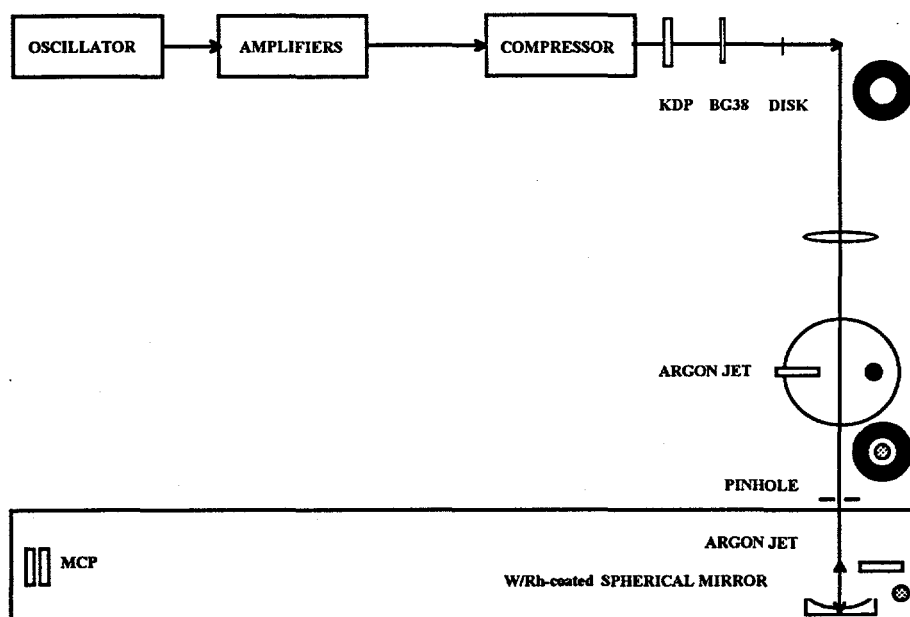 OSCILLATOR
AMPLIFIERS
COMPRESSOR
KDP
BG38
DISK
ARGON JET
PINHOLE
ARGON JET
MCP
W/Rh-coated SPHERICAL MIRROR